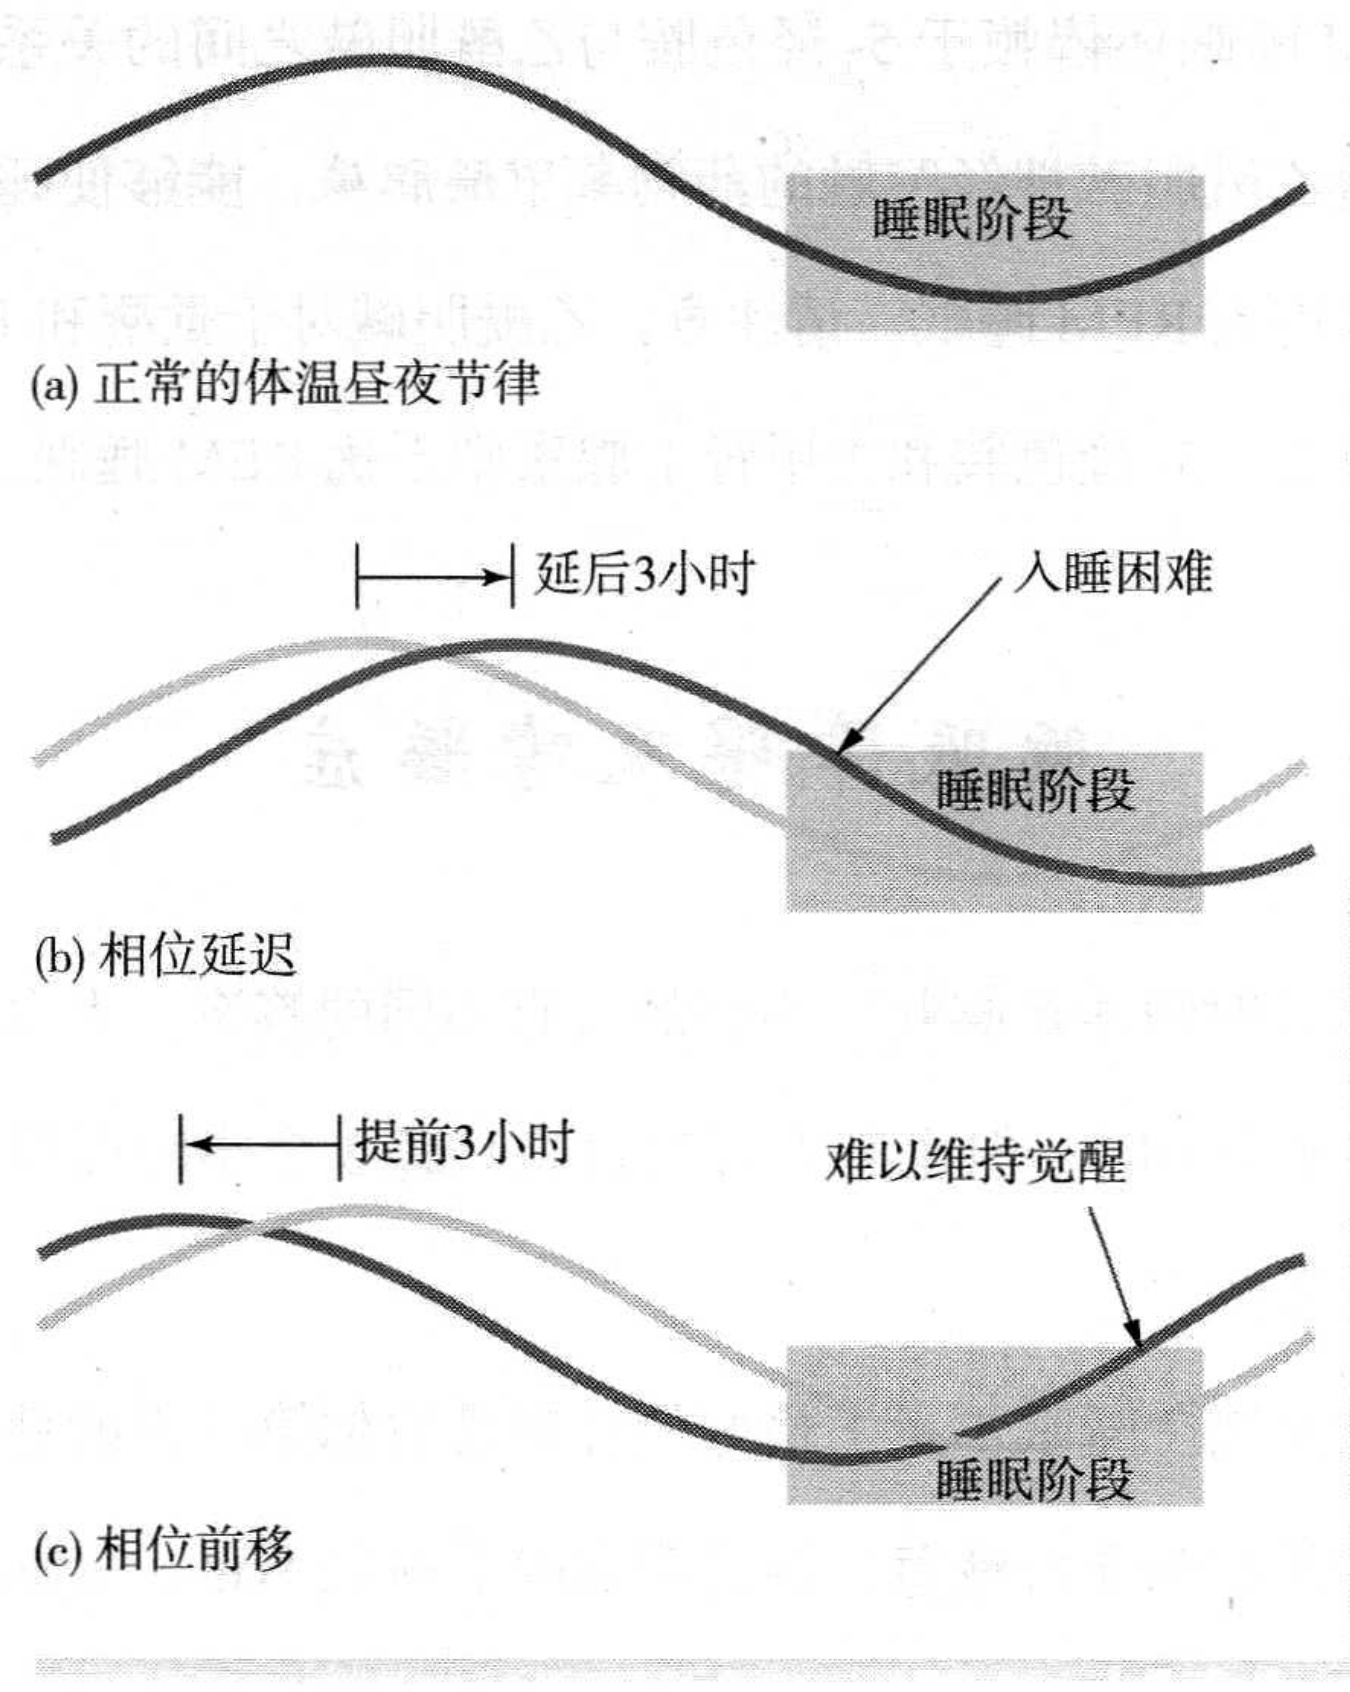 睡眠阶段
(a) 正常的体温昼夜节律
延后3小时
入睡困难
睡眠阶段
(b) 相位延迟
提前3小时
难以维持觉醒
睡眠阶段
(c) 相位前移